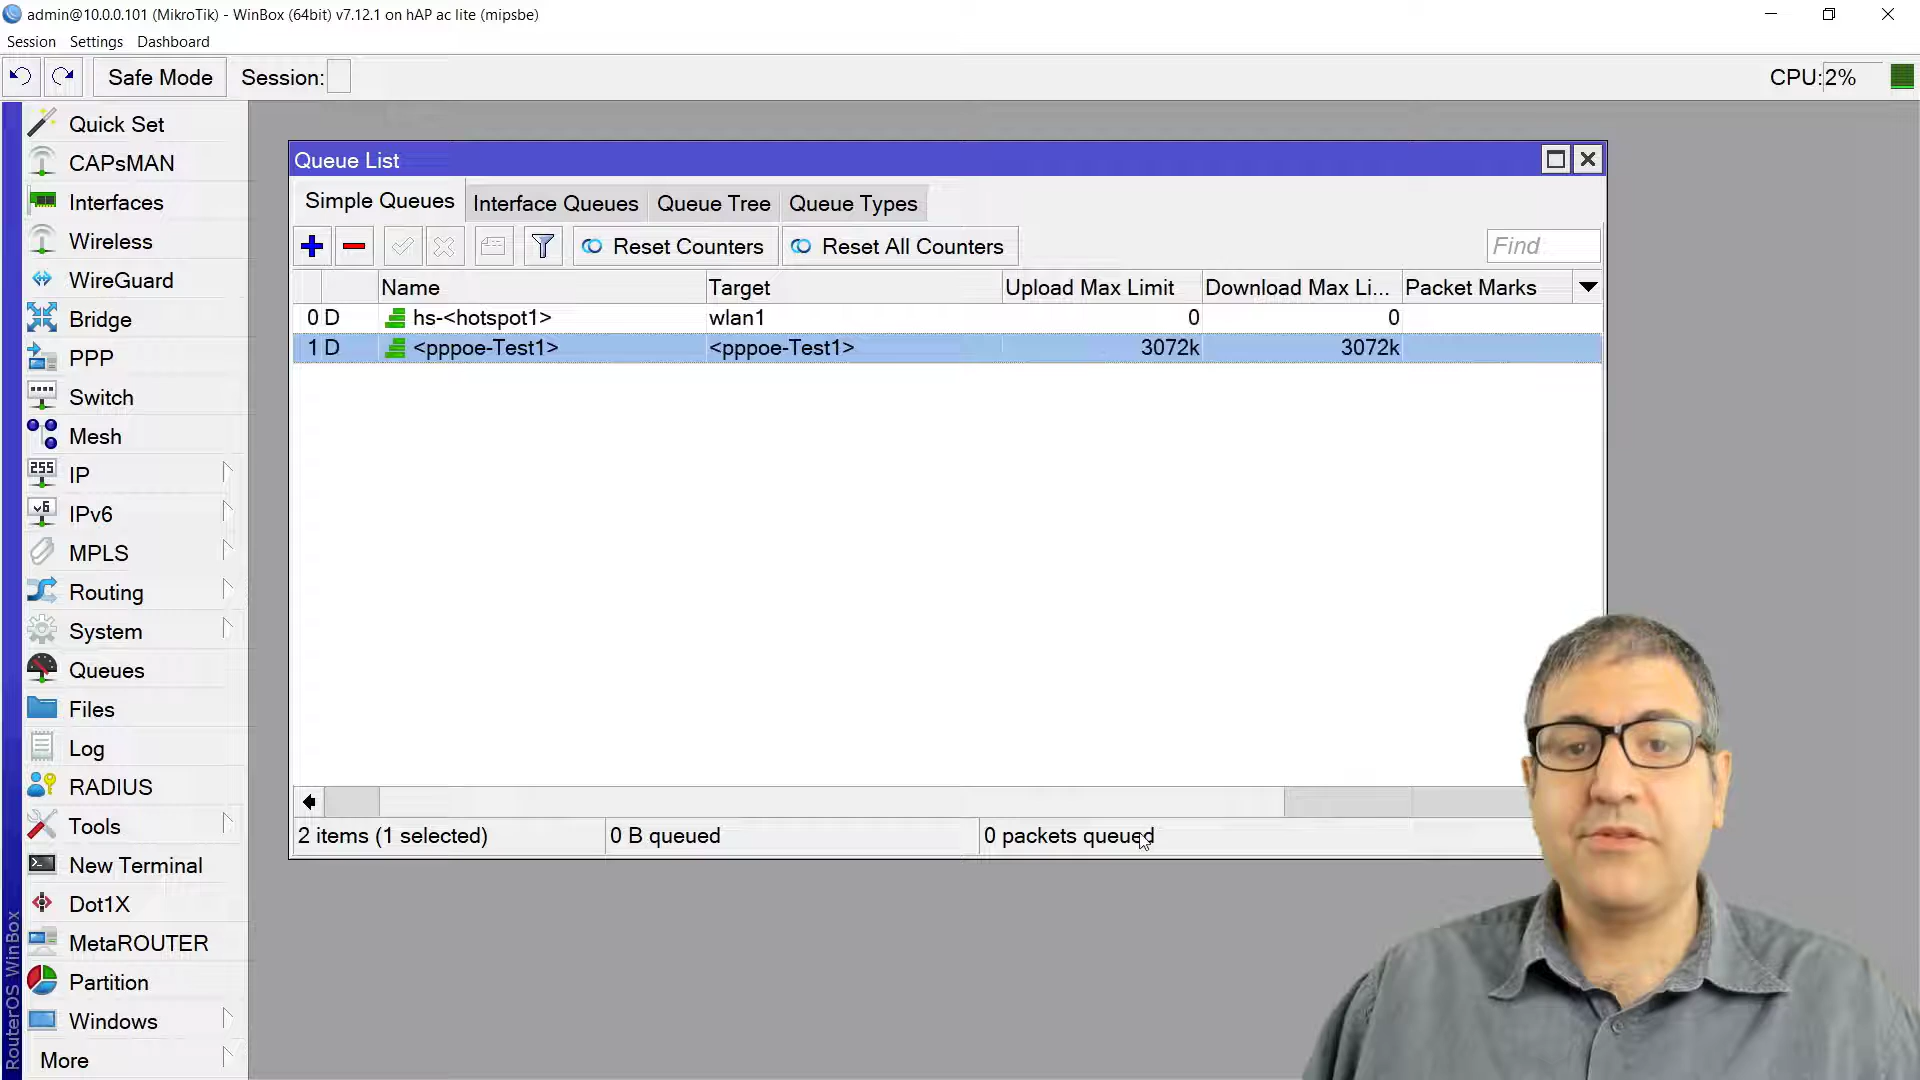 admin@10.0.0.101 (MikroTik) - WinBox (64bit) v7.12.1 on hAP ac lite (mipsbe)
Session Settings Dashboard
Safe Mode Session: CPU:2%
Quick Set
CAPsMAN
Interfaces
Wireless
WireGuard
Bridge
PPP
Switch
Mesh
255 IP
v6 IPv6
MPLS
Routing
System
Queues
Files
Log
RADIUS
Tools
New Terminal
Dot1X
MetaROUTER
Partition
Windows
More
RouterOS WinBox
Queue List
Simple Queues Interface Queues Queue Tree Queue Types
Reset Counters Reset All Counters Find
Name Target Upload Max Limit Download Max Li... Packet Marks
0 D hs-<hotspot1> wlan1 0 0
1 D <pppoe-Test1> <pppoe-Test1> 3072k 3072k
2 items (1 selected) 0 B queued 0 packets queued